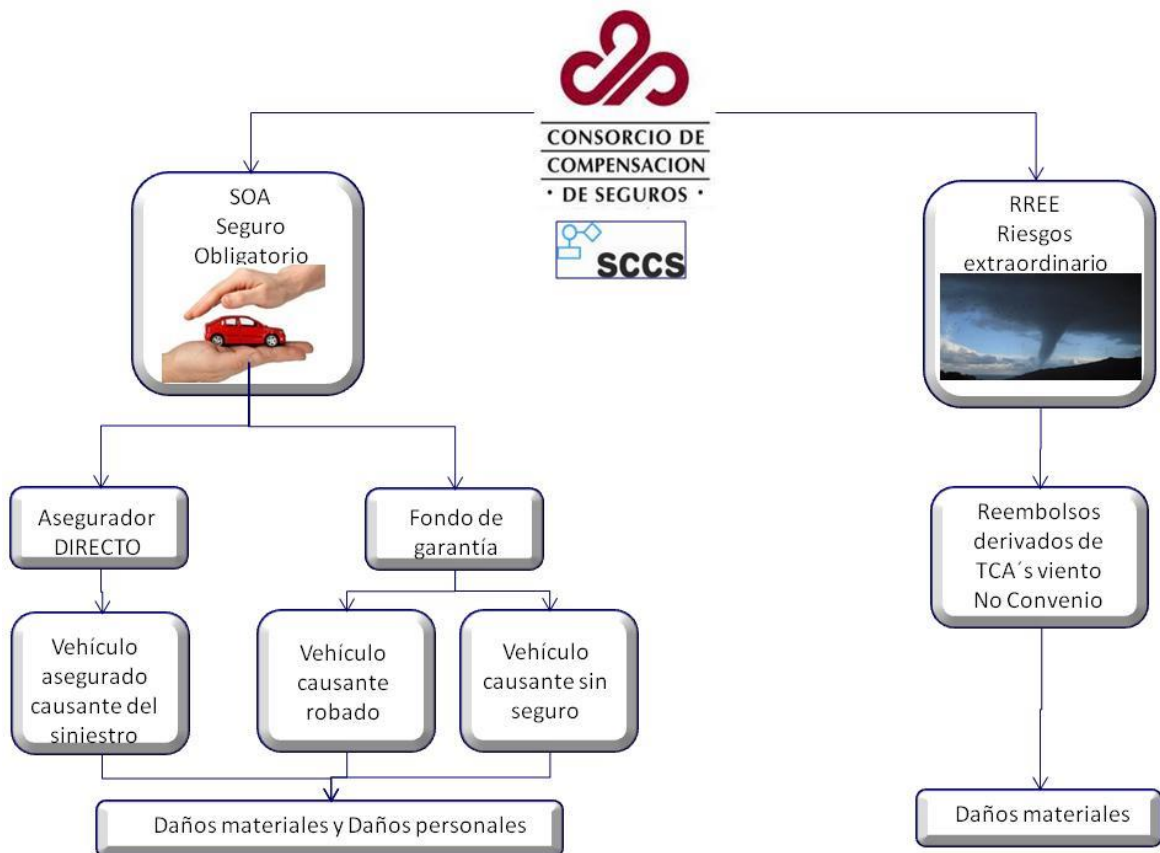 CONSORCIO DE
COMPENSACION
· DE SEGUROS ·
SCCS
SOA
Seguro
Obligatorio
RREE
Riesgos
extraordinario
Asegurador
DIRECTO
Fondo de
garantía
Reembolsos
derivados de
TCA´s viento
No Convenio
Vehículo
asegurado
causante del
siniestro
Vehículo
causante
robado
Vehículo
causante sin
seguro
Daños materiales y Daños personales
Daños materiales